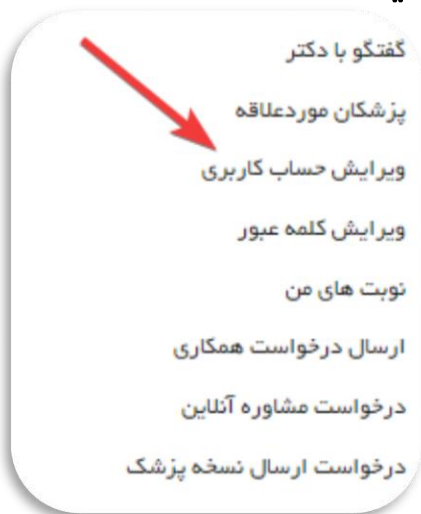 گفتگو با دکتر
پزشکان موردعلاقه
ویرایش حساب کاربری
ویرایش کلمه عبور
نوبت های من
ارسال درخواست همکاری
درخواست مشاوره آنلاین
درخواست ارسال نسخه پزشک